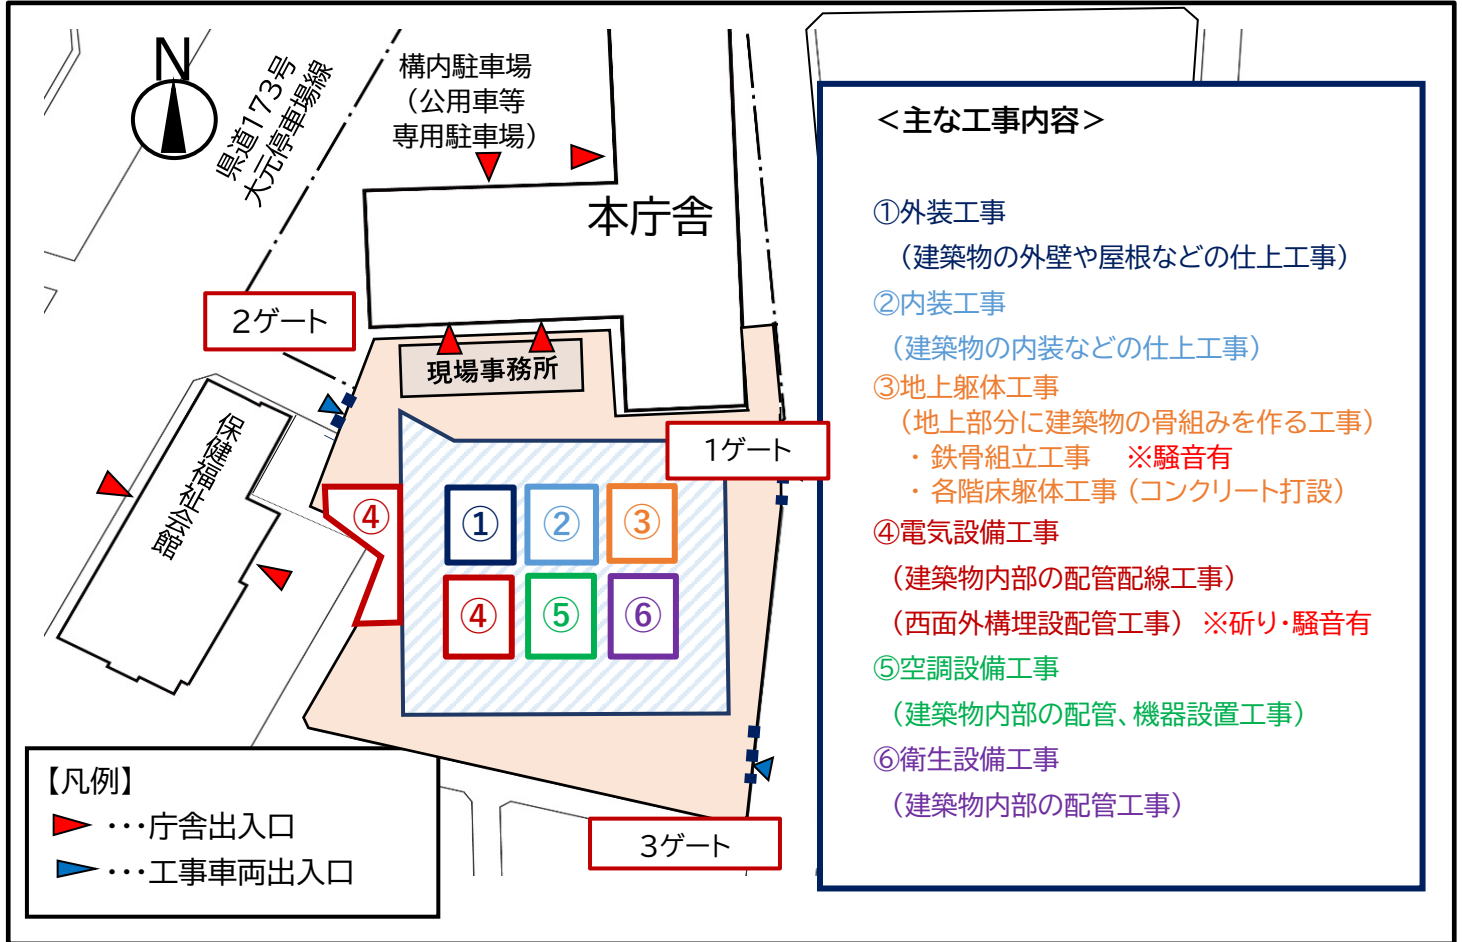 N
県道173号
大元停車場線
構内駐車場
（公用車等
専用駐車場）
本庁舎
2ゲート
現場事務所
保健福祉会館
1ゲート
④
①
②
③
④
⑤
⑥
3ゲート
【凡例】
・・・庁舎出入口
・・・工事車両出入口
＜主な工事内容＞
①外装工事
（建築物の外壁や屋根などの仕上工事）
②内装工事
（建築物の内装などの仕上工事）
③地上躯体工事
（地上部分に建築物の骨組みを作る工事）
・鉄骨組立工事　※騒音有
・各階床躯体工事（コンクリート打設）
④電気設備工事
（建築物内部の配管配線工事）
（西面外構埋設配管工事）※斫り・騒音有
⑤空調設備工事
（建築物内部の配管、機器設置工事）
⑥衛生設備工事
（建築物内部の配管工事）